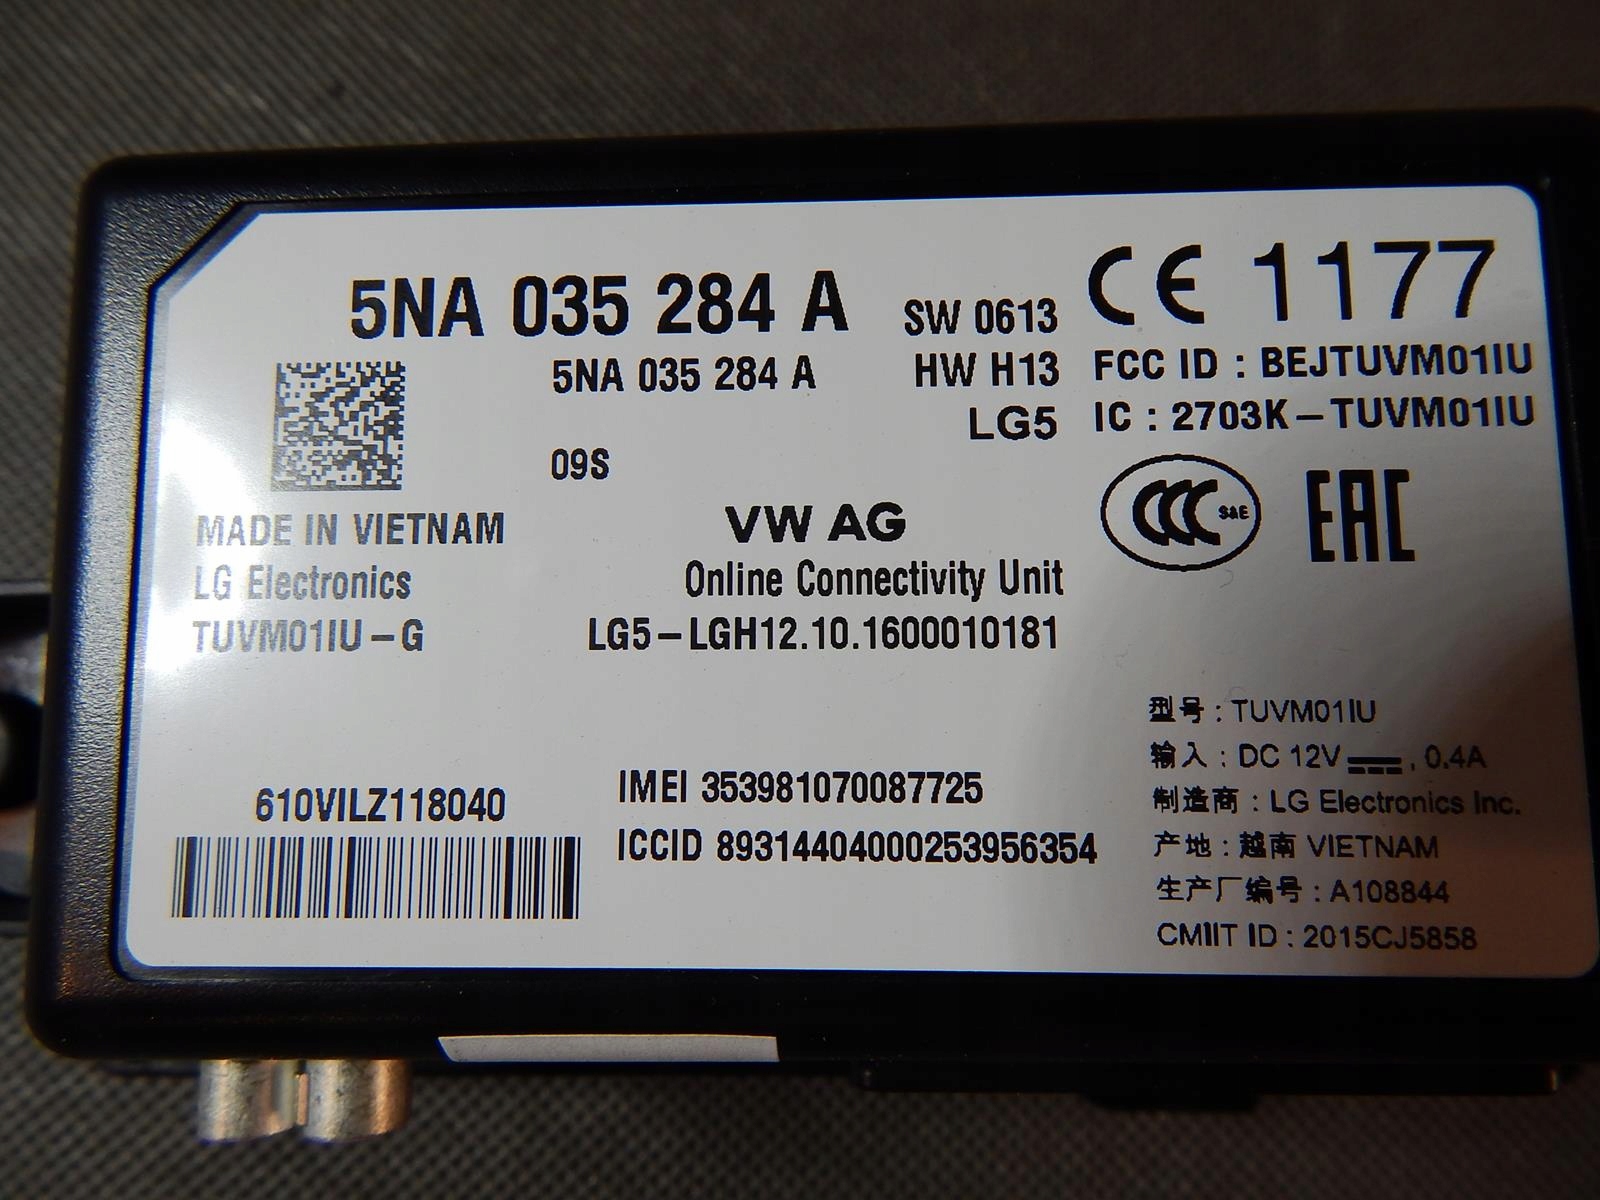 5NA 035 284 A
SW 0613
CE 1177
5NA 035 284 A
HW H13
FCC ID : BEJTUVM01IU
LG5
IC : 2703K-TUVM01IU
09S
CCC S&E
EAC
MADE IN VIETNAM
VW AG
LG Electronics
Online Connectivity Unit
TUVM01IU-G
LG5-LGH12.10.1600010181
型号 : TUVM01IU
输入 : DC 12V ⎓, 0.4A
制造商 : LG Electronics Inc.
产地 : 越南 VIETNAM
生产厂编号 : A108844
CMIIT ID : 2015CJ5858
610VILZ118040
IMEI 353981070087725
ICCID 89314404000253956354